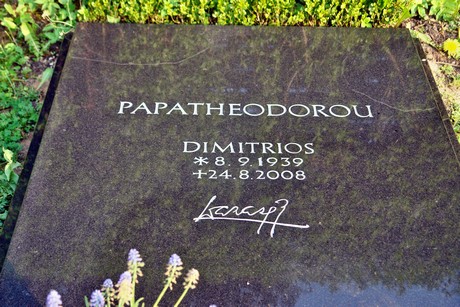 PAPATHEODOROU
DIMITRIOS
* 8. 9. 1939
+ 24. 8. 2008